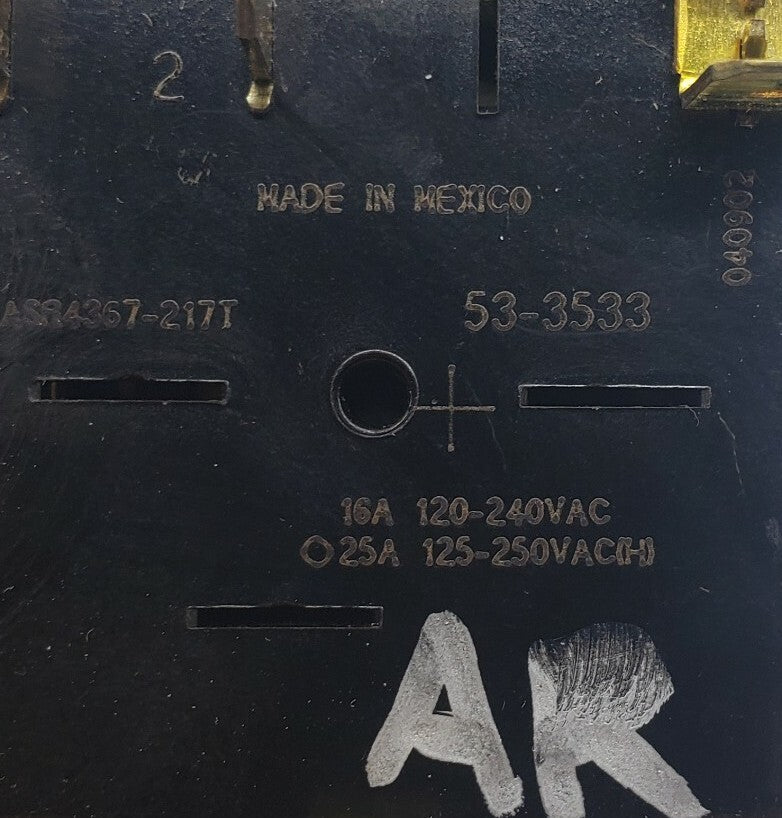 2
MADE IN MEXICO
040902
ASR4367-217T
53-3533
16A 120-240VAC
25A 125-250VAC(H)
AR